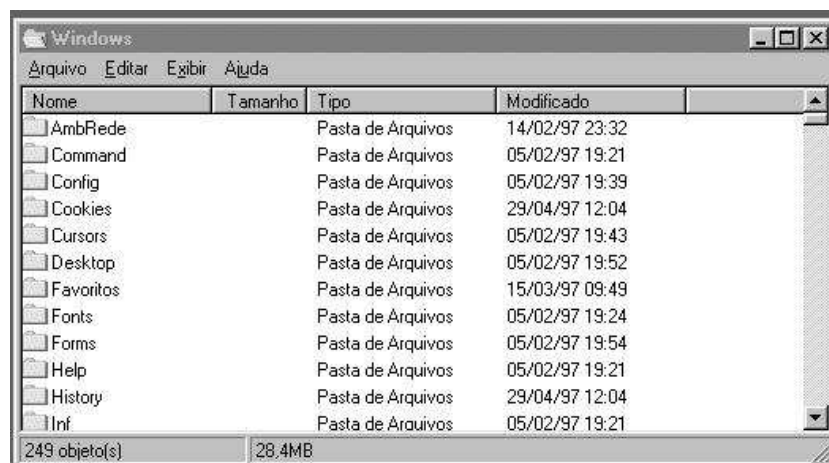 Windows
Arquivo Editar Exibir Ajuda
Nome Tamanho Tipo Modificado
AmbRede Pasta de Arquivos 14/02/97 23:32
Command Pasta de Arquivos 05/02/97 19:21
Config Pasta de Arquivos 05/02/97 19:39
Cookies Pasta de Arquivos 29/04/97 12:04
Cursors Pasta de Arquivos 05/02/97 19:43
Desktop Pasta de Arquivos 05/02/97 19:52
Favoritos Pasta de Arquivos 15/03/97 09:49
Fonts Pasta de Arquivos 05/02/97 19:24
Forms Pasta de Arquivos 05/02/97 19:54
Help Pasta de Arquivos 05/02/97 19:21
History Pasta de Arquivos 29/04/97 12:04
Inf Pasta de Arquivos 05/02/97 19:21
249 objeto(s) 28,4MB